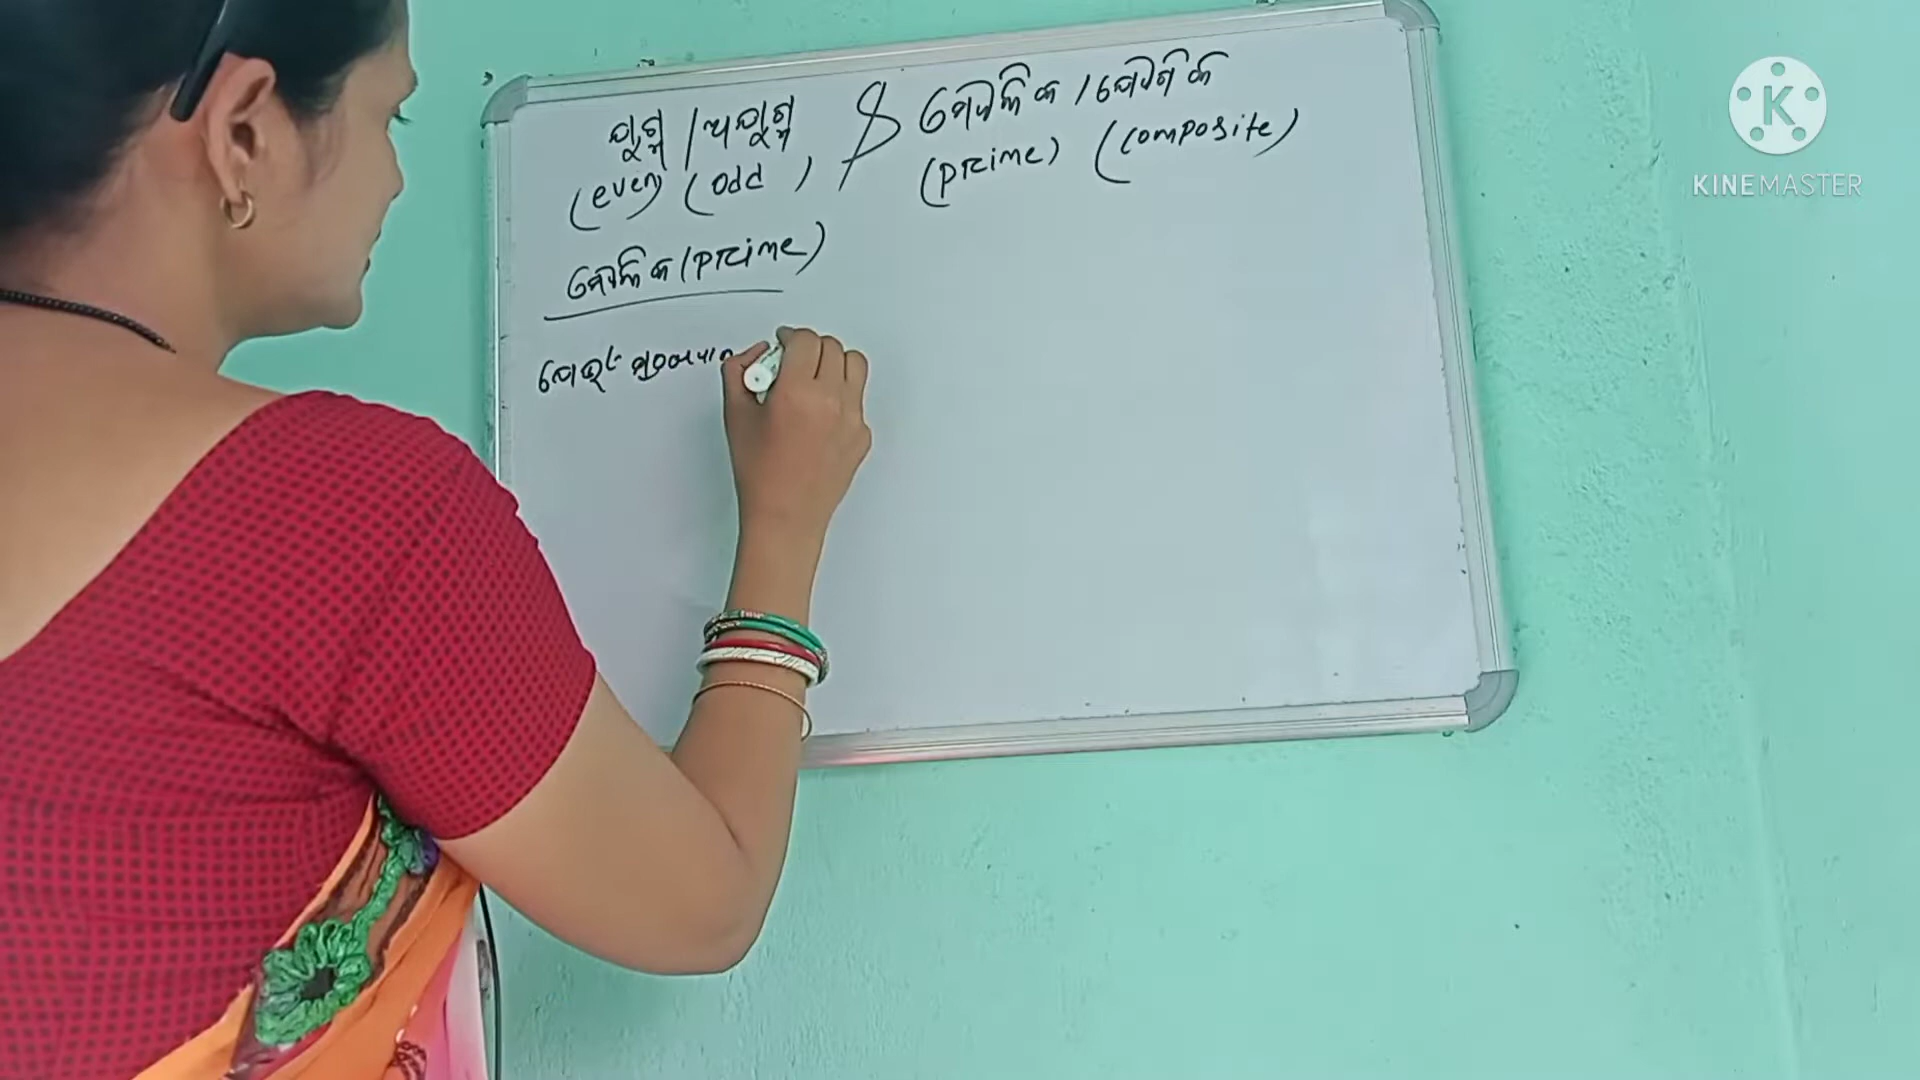 ଯୁଗ୍ମ / ଅଯୁଗ୍ମ & ମୌଳିକ / ଯୌଗିକ
(even) (odd) (prime) (composite)
ମୌଳିକ (prime)
ଯେଉଁ
KINEMASTER